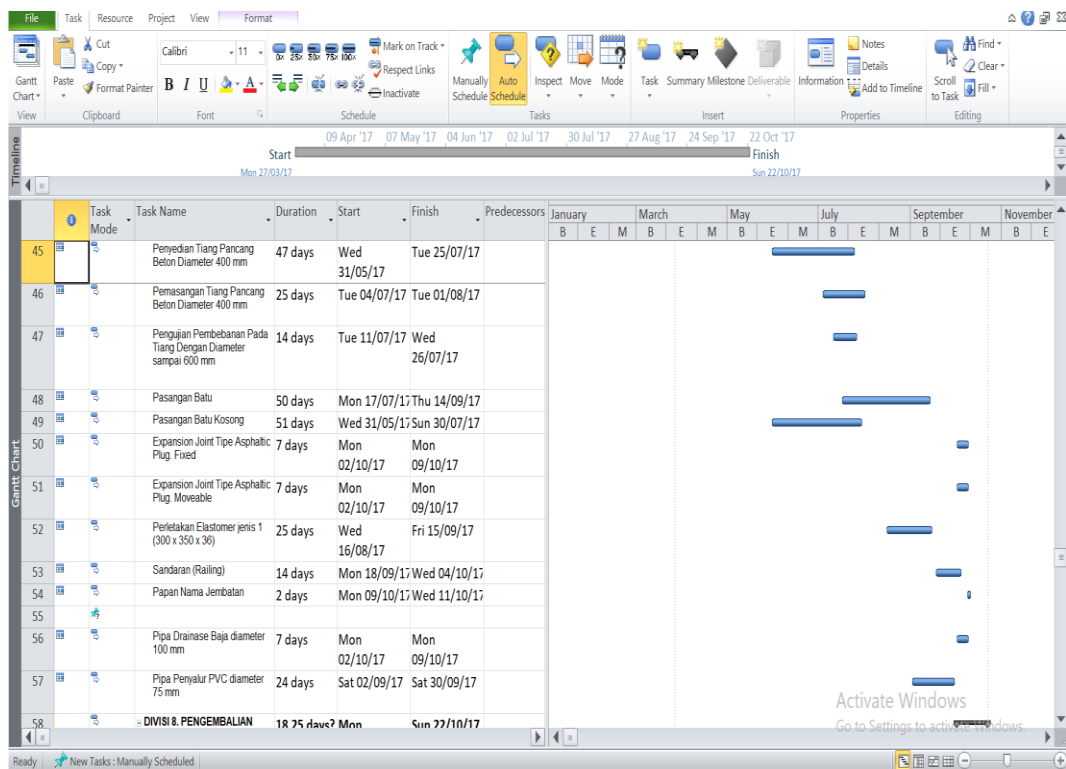 File Task Resource Project View Format
Cut
Copy
Format Painter
Paste
Gantt
Chart
Calibri 11
B I U A
0x 25x 50x 75x 100x
Mark on Track
Respect Links
Inactivate
Manually
Schedule
Auto
Schedule
Inspect Move Mode
Task Summary Milestone Deliverable
Information
Notes
Details
Add to Timeline
Scroll
to Task
Find
Clear
Fill
View Clipboard Font Schedule Tasks Insert Properties Editing
Timeline
09 Apr '17 07 May '17 04 Jun '17 02 Jul '17 30 Jul '17 27 Aug '17 24 Sep '17 22 Oct '17
Start
Mon 27/03/17
Finish
Sun 22/10/17
Gantt Chart
Task
Mode
Task Name Duration Start Finish Predecessors
January March May July September November
B E M B E M B E M B E M B E M B E
45 Penyedian Tiang Pancang
Beton Diameter 400 mm
47 days Wed
31/05/17
Tue 25/07/17
46 Pemasangan Tiang Pancang
Beton Diameter 400 mm
25 days Tue 04/07/17 Tue 01/08/17
47 Pengujian Pembebanan Pada
Tiang Dengan Diameter
sampai 600 mm
14 days Tue 11/07/17 Wed
26/07/17
48 Pasangan Batu 50 days Mon 17/07/17 Thu 14/09/17
49 Pasangan Batu Kosong 51 days Wed 31/05/17 Sun 30/07/17
50 Expansion Joint Tipe Asphaltic
Plug. Fixed
7 days Mon
02/10/17
Mon
09/10/17
51 Expansion Joint Tipe Asphaltic
Plug. Moveable
7 days Mon
02/10/17
Mon
09/10/17
52 Perletakan Elastomer jenis 1
(300 x 350 x 36)
25 days Wed
16/08/17
Fri 15/09/17
53 Sandaran (Railing) 14 days Mon 18/09/17 Wed 04/10/17
54 Papan Nama Jembatan 2 days Mon 09/10/17 Wed 11/10/17
55
56 Pipa Drainase Baja diameter
100 mm
7 days Mon
02/10/17
Mon
09/10/17
57 Pipa Penyalur PVC diameter
75 mm
24 days Sat 02/09/17 Sat 30/09/17
58 DIVISI 8. PENGEMBALIAN 18.25 days? Mon Sun 22/10/17
Activate Windows
Go to Settings to activate Windows.
Ready New Tasks : Manually Scheduled